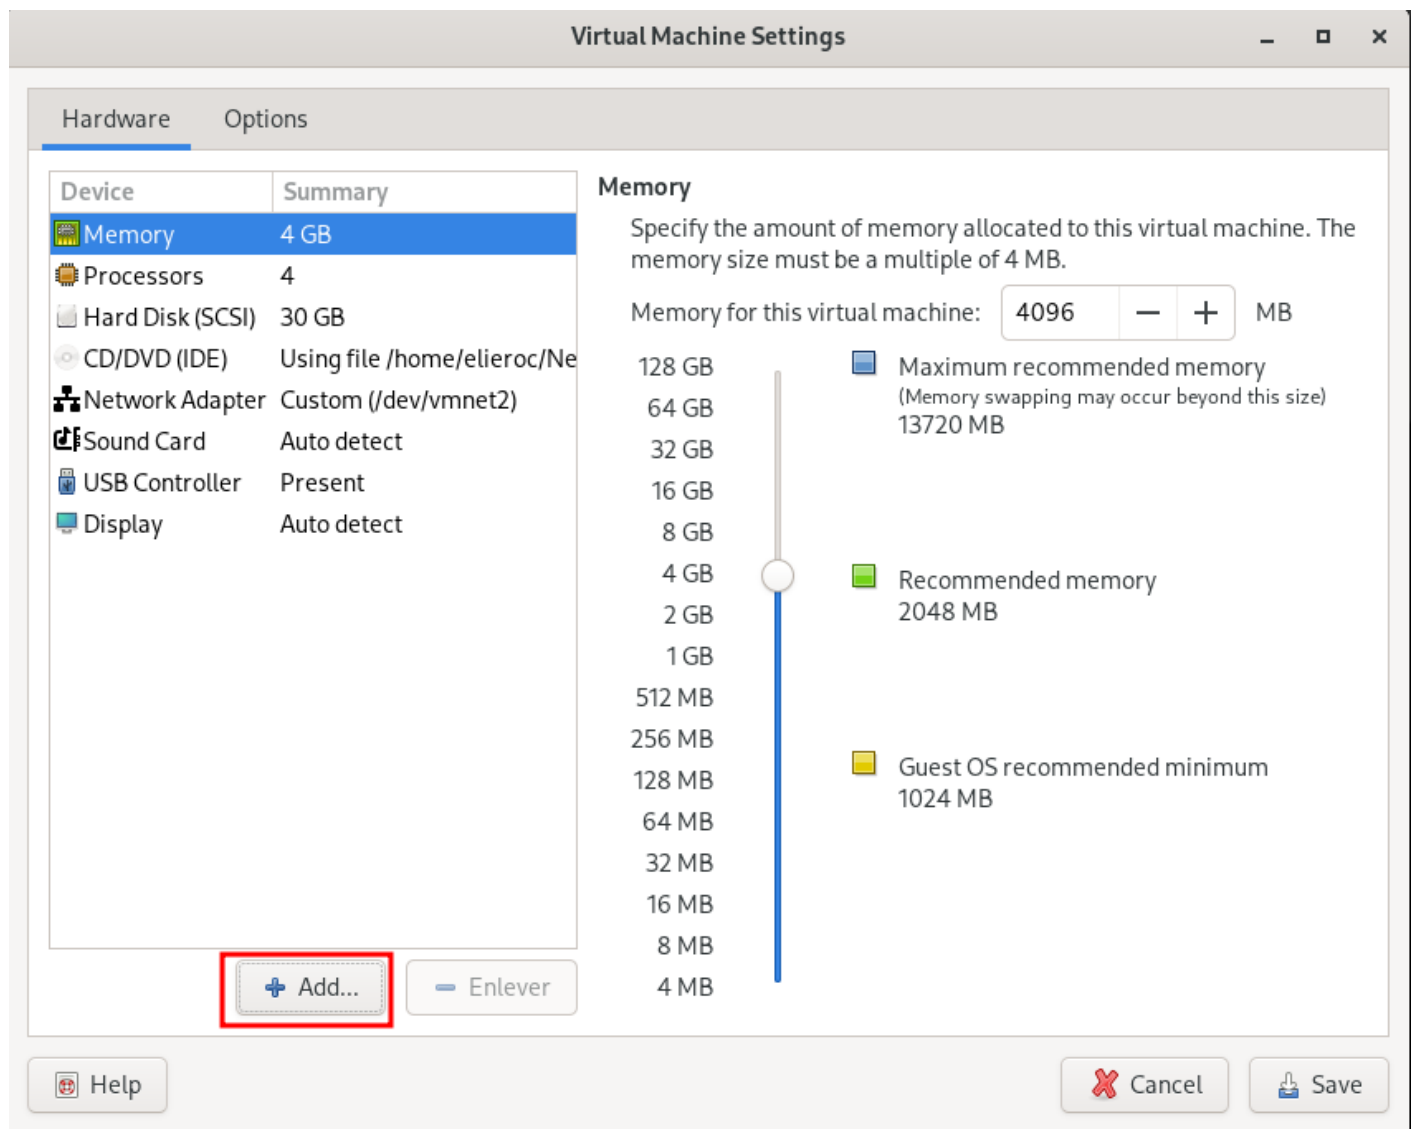 Virtual Machine Settings
Hardware Options
Device Summary
Memory 4 GB
Processors 4
Hard Disk (SCSI) 30 GB
CD/DVD (IDE) Using file /home/elieroc/Ne
Network Adapter Custom (/dev/vmnet2)
Sound Card Auto detect
USB Controller Present
Display Auto detect
Add...
Enlever
Memory
Specify the amount of memory allocated to this virtual machine. The
memory size must be a multiple of 4 MB.
Memory for this virtual machine: 4096 MB
128 GB
64 GB
32 GB
16 GB
8 GB
4 GB
2 GB
1 GB
512 MB
256 MB
128 MB
64 MB
32 MB
16 MB
8 MB
4 MB
Maximum recommended memory
(Memory swapping may occur beyond this size)
13720 MB
Recommended memory
2048 MB
Guest OS recommended minimum
1024 MB
Help
Cancel
Save